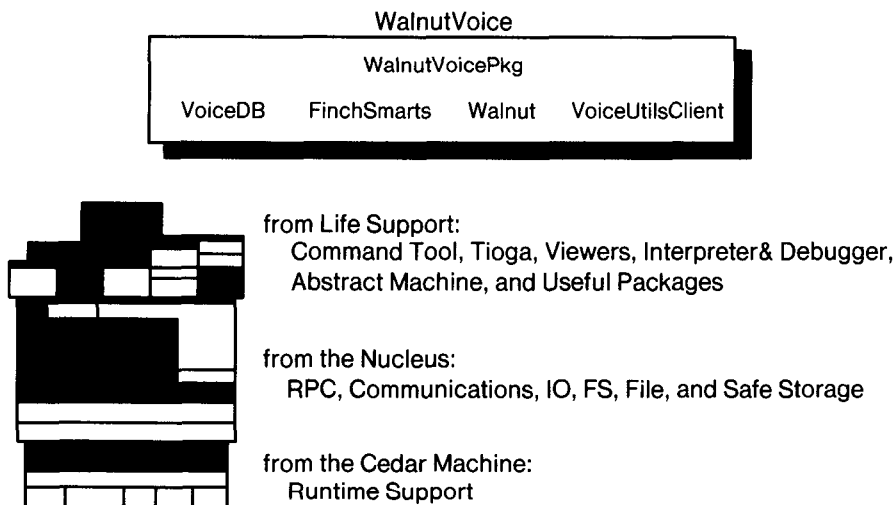 WalnutVoice
WalnutVoicePkg
VoiceDB FinchSmarts Walnut VoiceUtilsClient
from Life Support:
Command Tool, Tioga, Viewers, Interpreter& Debugger,
Abstract Machine, and Useful Packages
from the Nucleus:
RPC, Communications, IO, FS, File, and Safe Storage
from the Cedar Machine:
Runtime Support